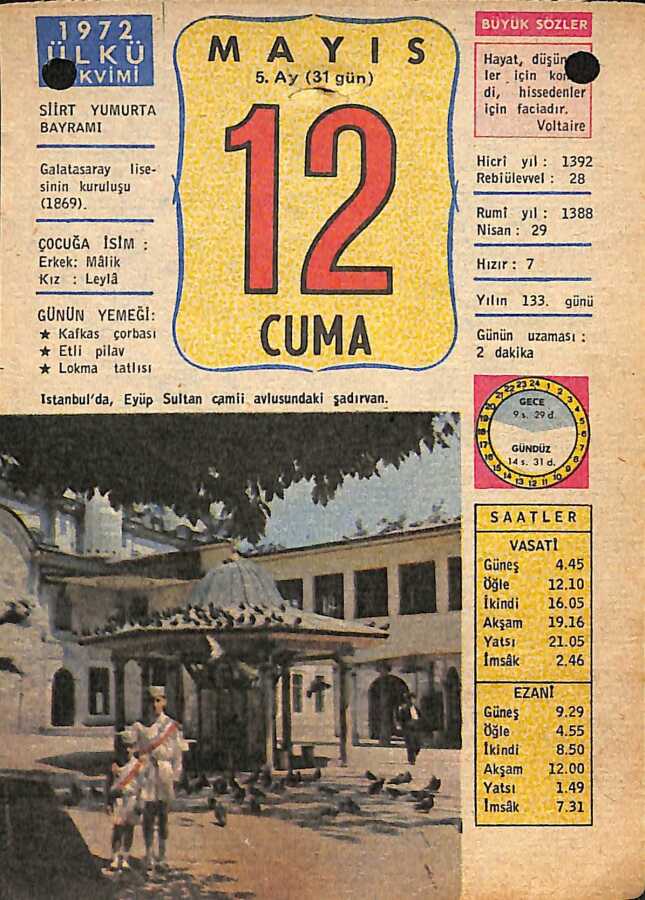 1972
ÜLKÜ
KVİMİ
SİİRT YUMURTA
BAYRAMI
Galatasaray lise-
sinin kuruluşu
(1869).
ÇOCUĞA İSİM :
Erkek: Mâlik
Kız : Leylâ
GÜNÜN YEMEĞİ:
★ Kafkas çorbası
★ Etli pilav
★ Lokma tatlısı
MAYIS
5. Ay (31 gün)
12
CUMA
BÜYÜK SÖZLER
Hayat, düşün
ler için ko
di, hissedenler
için faciadır.
Voltaire
Hicrî yıl : 1392
Rebiülevvel : 28
Rumî yıl : 1388
Nisan : 29
Hızır : 7
Yılın 133. günü
Günün uzaması :
2 dakika
GECE
9 s. 29 d.
GÜNDÜZ
14 s. 31 d.
İstanbul'da, Eyüp Sultan camii avlusundaki şadırvan.
SAATLER
VASATİ
Güneş 4.45
Öğle 12.10
İkindi 16.05
Akşam 19.16
Yatsı 21.05
İmsâk 2.46
EZANİ
Güneş 9.29
Öğle 4.55
İkindi 8.50
Akşam 12.00
Yatsı 1.49
İmsâk 7.31